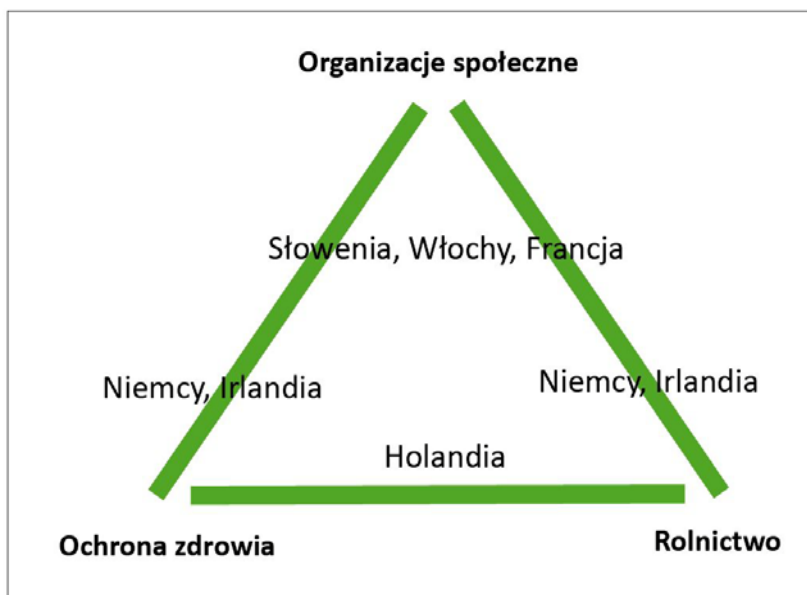 Organizacje społeczne
Słowenia, Włochy, Francja
Niemcy, Irlandia
Niemcy, Irlandia
Holandia
Ochrona zdrowia
Rolnictwo